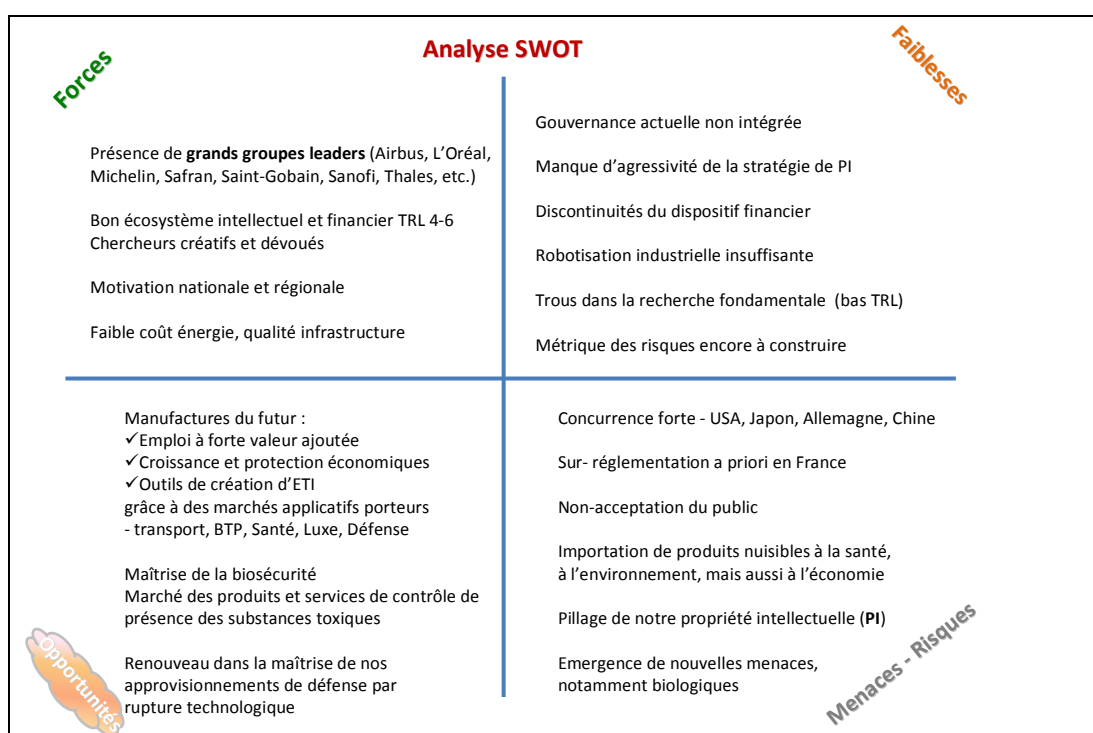 Analyse SWOT
Forces
Faiblesses
Présence de grands groupes leaders (Airbus, L’Oréal,
Michelin, Safran, Saint-Gobain, Sanofi, Thales, etc.)
Bon écosystème intellectuel et financier TRL 4-6
Chercheurs créatifs et dévoués
Motivation nationale et régionale
Faible coût énergie, qualité infrastructure
Gouvernance actuelle non intégrée
Manque d’agressivité de la stratégie de PI
Discontinuités du dispositif financier
Robotisation industrielle insuffisante
Trous dans la recherche fondamentale (bas TRL)
Métrique des risques encore à construire
Manufactures du futur :
✓Emploi à forte valeur ajoutée
✓Croissance et protection économiques
✓Outils de création d’ETI
grâce à des marchés applicatifs porteurs
- transport, BTP, Santé, Luxe, Défense
Maîtrise de la biosécurité
Marché des produits et services de contrôle de
présence des substances toxiques
Renouveau dans la maîtrise de nos
approvisionnements de défense par
rupture technologique
Opportunités
Concurrence forte - USA, Japon, Allemagne, Chine
Sur- réglementation a priori en France
Non-acceptation du public
Importation de produits nuisibles à la santé,
à l’environnement, mais aussi à l’économie
Pillage de notre propriété intellectuelle (PI)
Emergence de nouvelles menaces,
notamment biologiques
Menaces - Risques